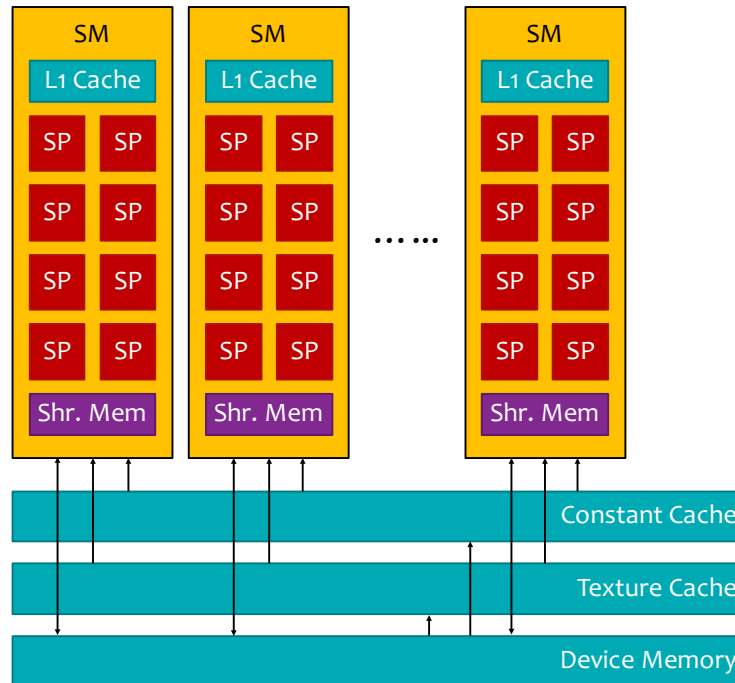 SM SM SM
L1 Cache L1 Cache L1 Cache
SP SP SP SP SP SP
SP SP SP SP SP SP
…...
SP SP SP SP SP SP
SP SP SP SP SP SP
Shr. Mem Shr. Mem Shr. Mem
Constant Cache
Texture Cache
Device Memory